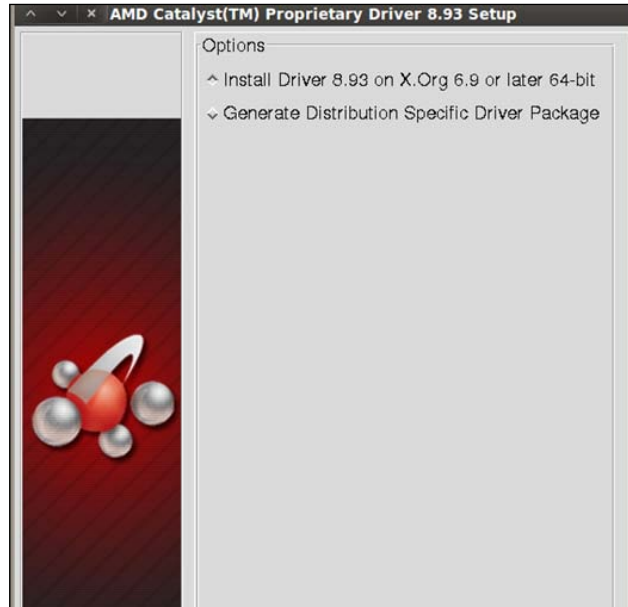 AMD Catalyst(TM) Proprietary Driver 8.93 Setup
Options
Install Driver 8.93 on X.Org 6.9 or later 64-bit
Generate Distribution Specific Driver Package